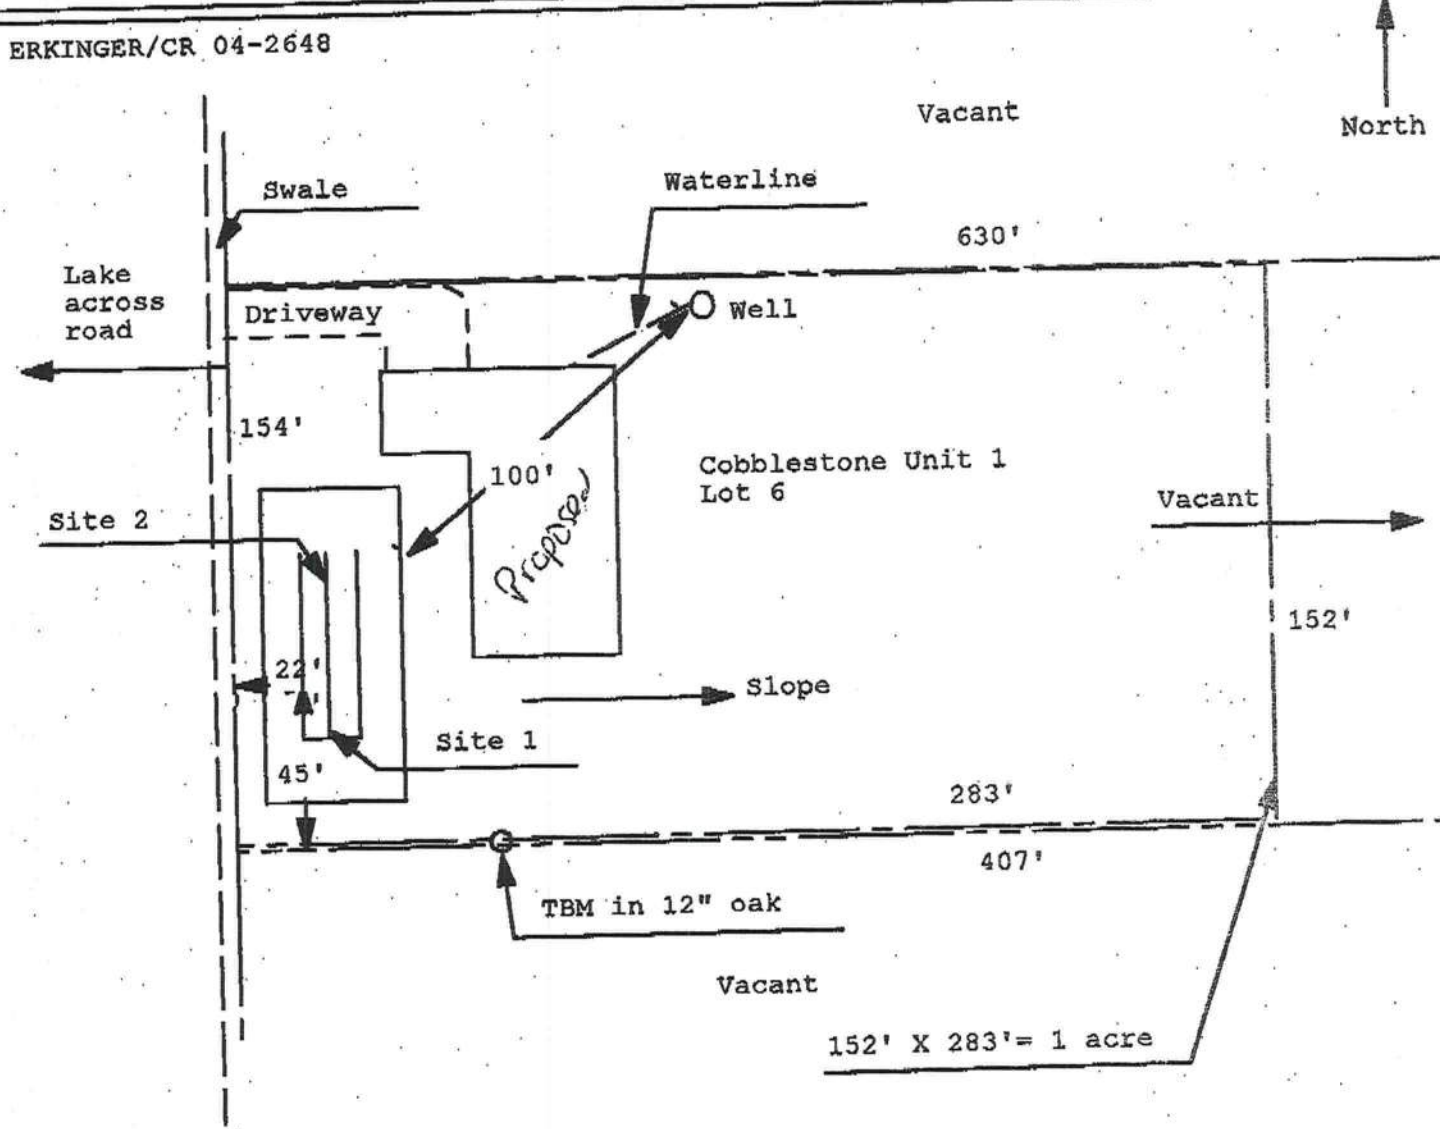 ERKINGER/CR 04-2648
Vacant
North
Swale
Waterline
630'
Lake
across
road
Driveway
Well
154'
100'
Cobblestone Unit 1
Lot 6
Proposed
Vacant
Site 2
152'
22'
Slope
Site 1
45'
283'
407'
TBM in 12" oak
Vacant
152' X 283'= 1 acre